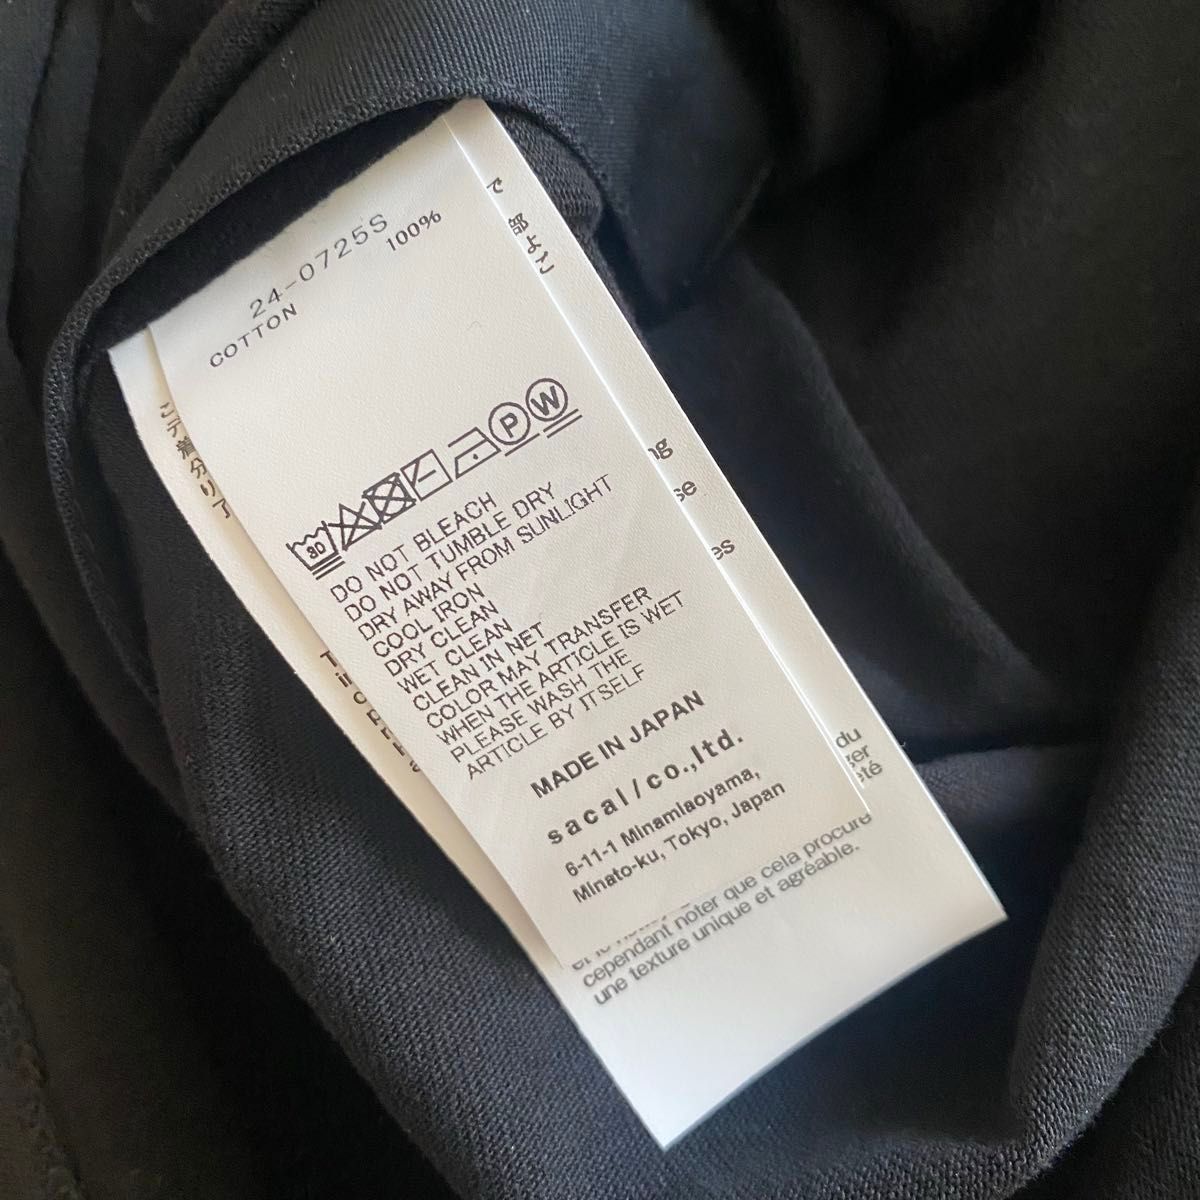 24-0725S
COTTON 100%
30 P W
DO NOT BLEACH
DO NOT TUMBLE DRY
DRY AWAY FROM SUNLIGHT
COOL IRON
DRY CLEAN
WET CLEAN
CLEAN IN NET
COLOR MAY TRANSFER
WHEN THE ARTICLE IS WET
PLEASE WASH THE
ARTICLE BY ITSELF
MADE IN JAPAN
sacai/co.,ltd.
6-11-1 Minamiaoyama,
Minato-ku, Tokyo, Japan
cependant noter que cela procure
une texture unique et agréable.